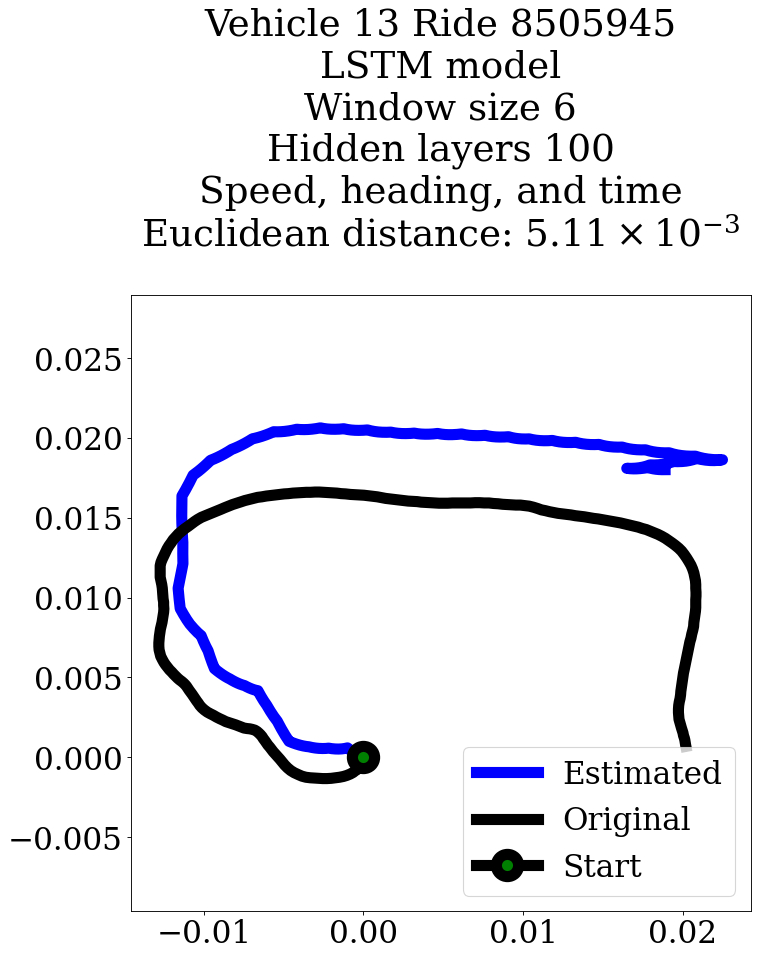 Vehicle 13 Ride 8505945
LSTM model
Window size 6
Hidden layers 100
Speed, heading, and time
Euclidean distance: 5.11 × 10⁻³
0.025
0.020
0.015
0.010
0.005
0.000
−0.005
−0.01 0.00 0.01 0.02
Estimated
Original
Start